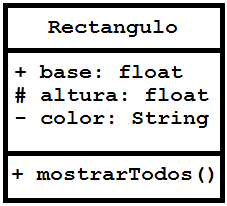 Rectangulo
+ base: float
# altura: float
- color: String
+ mostrarTodos()